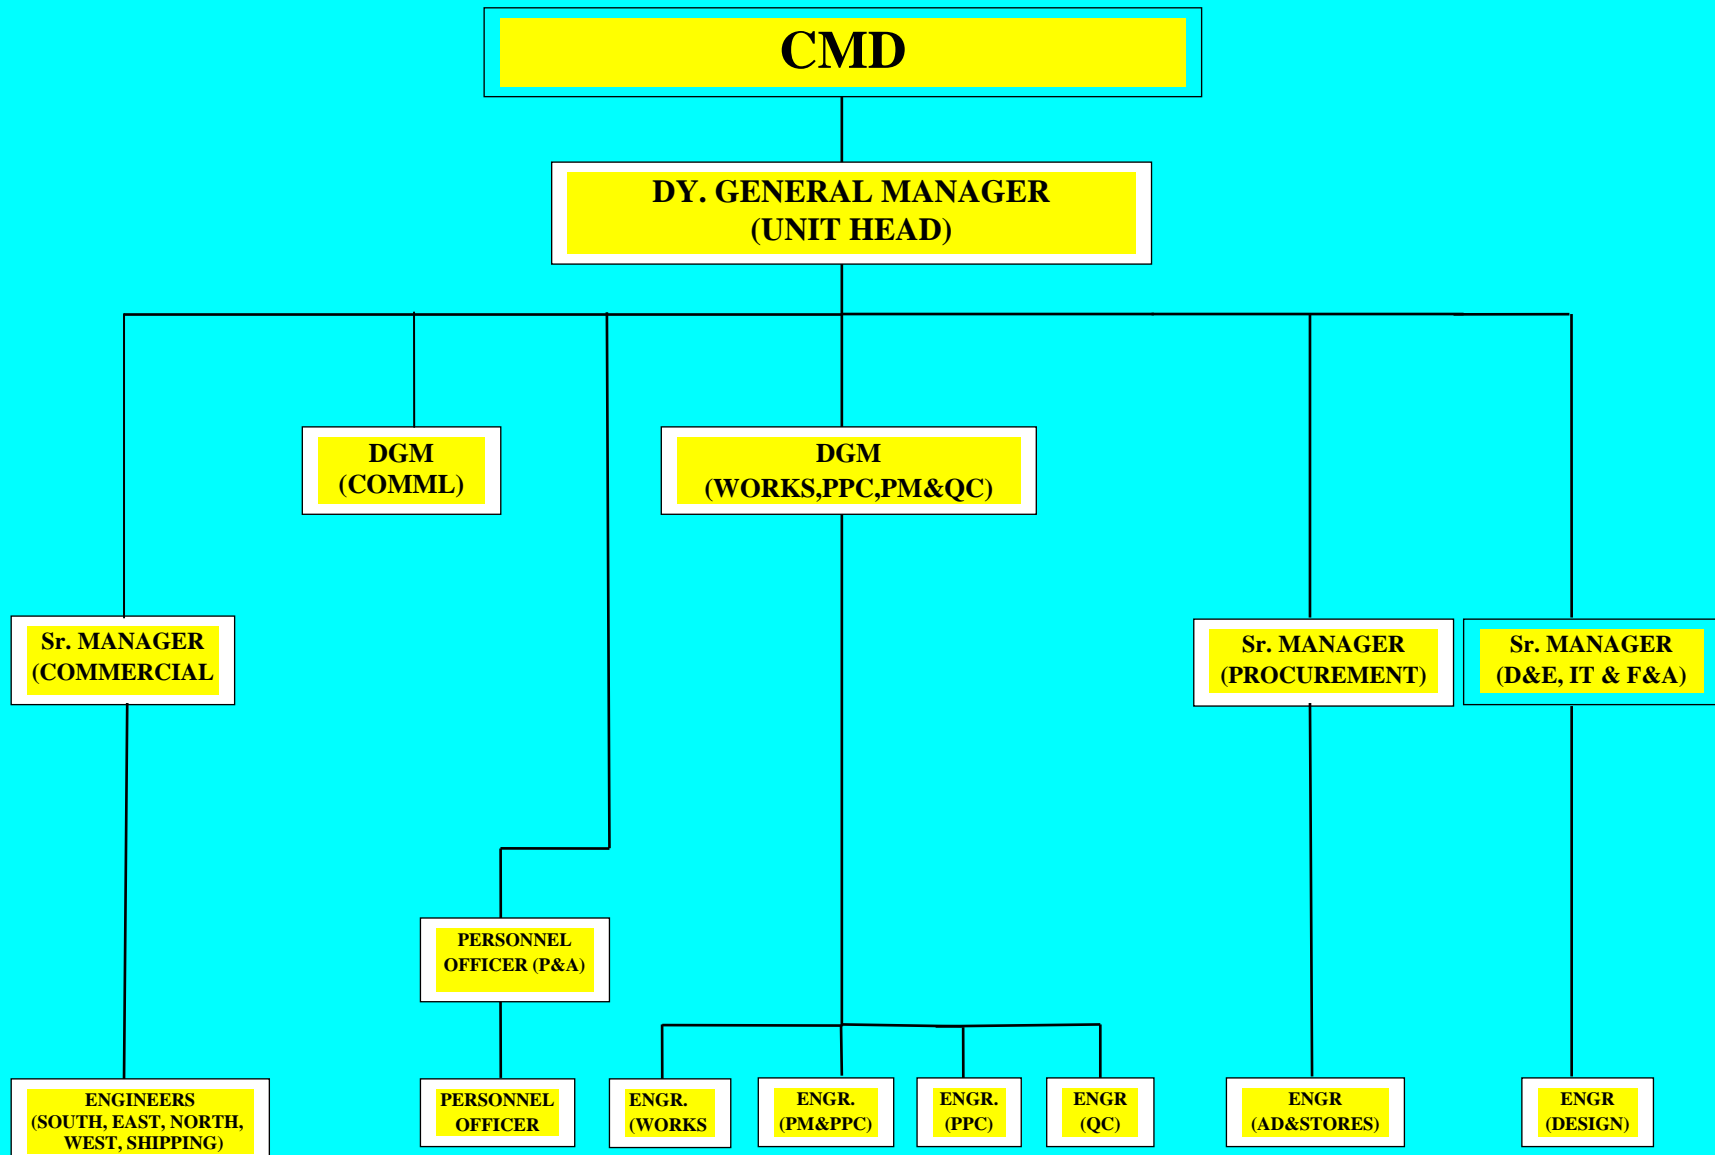 CMD
DY. GENERAL MANAGER
(UNIT HEAD)
DGM
(COMML)
DGM
(WORKS,PPC,PM&QC)
Sr. MANAGER
(COMMERCIAL
Sr. MANAGER
(PROCUREMENT)
Sr. MANAGER
(D&E, IT & F&A)
PERSONNEL
OFFICER (P&A)
ENGINEERS
(SOUTH, EAST, NORTH,
WEST, SHIPPING)
PERSONNEL
OFFICER
ENGR.
(WORKS
ENGR.
(PM&PPC)
ENGR.
(PPC)
ENGR
(QC)
ENGR
(AD&STORES)
ENGR
(DESIGN)